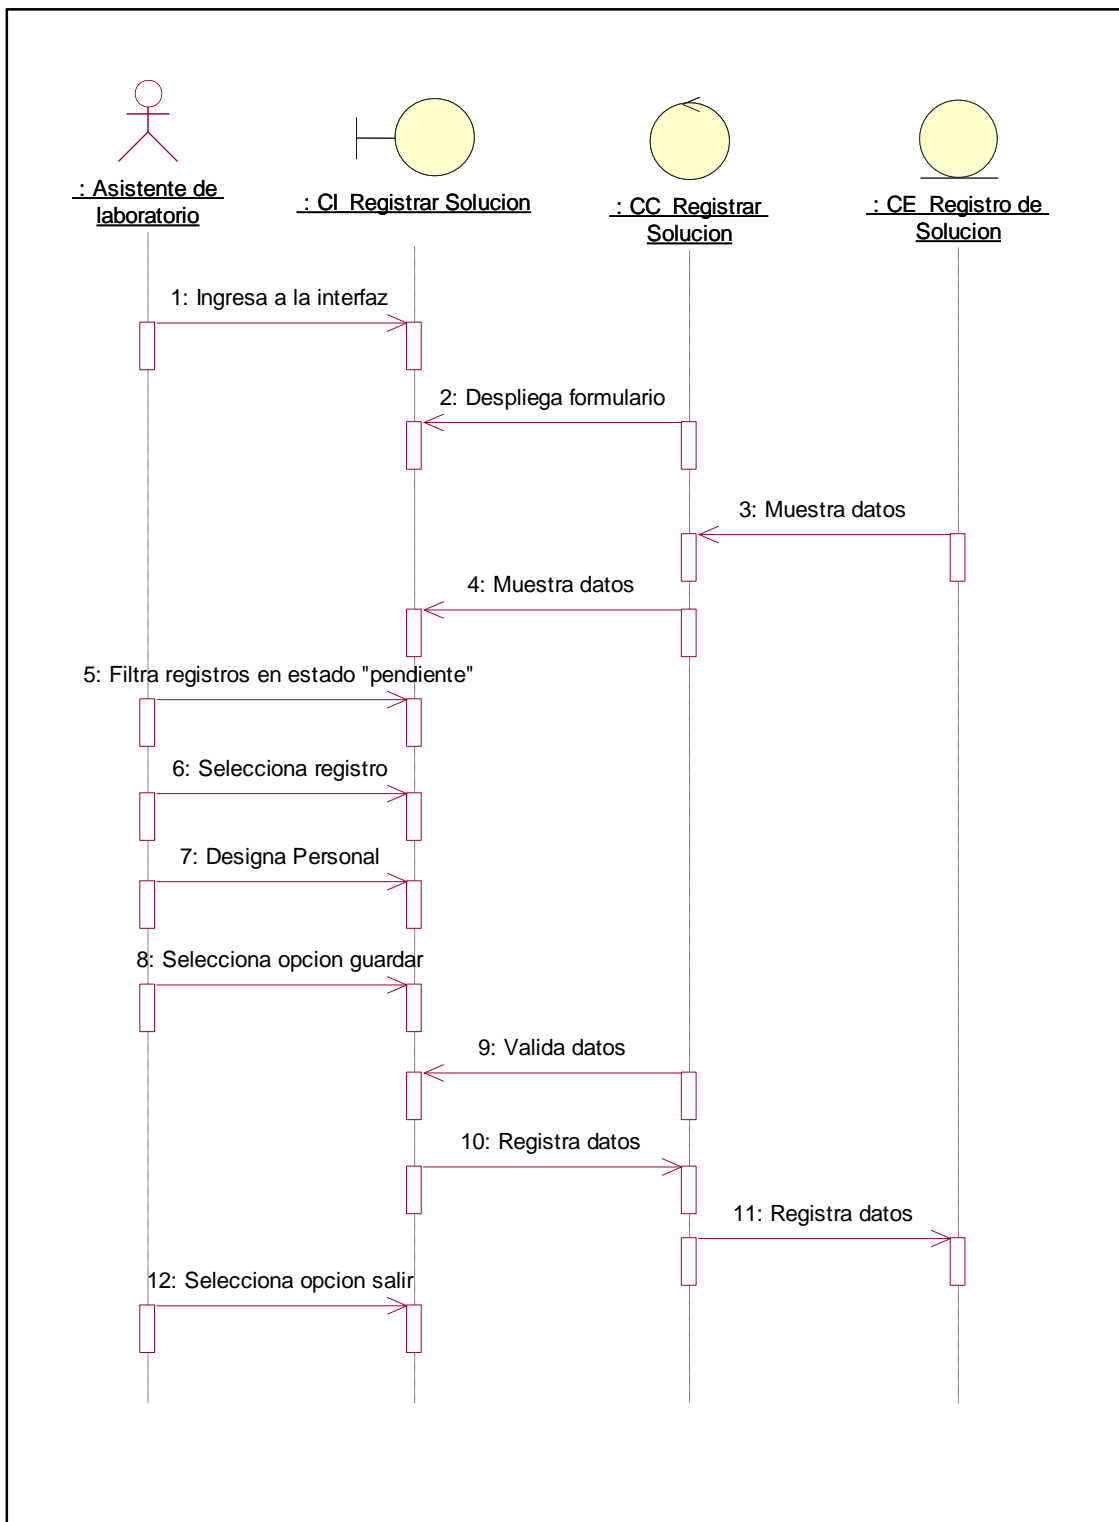 : Asistente de
laboratorio
: CI_Registrar Solucion
: CC_Registrar
Solucion
: CE_Registro de
Solucion
1: Ingresa a la interfaz
2: Despliega formulario
3: Muestra datos
4: Muestra datos
5: Filtra registros en estado "pendiente"
6: Selecciona registro
7: Designa Personal
8: Selecciona opcion guardar
9: Valida datos
10: Registra datos
11: Registra datos
12: Selecciona opcion salir